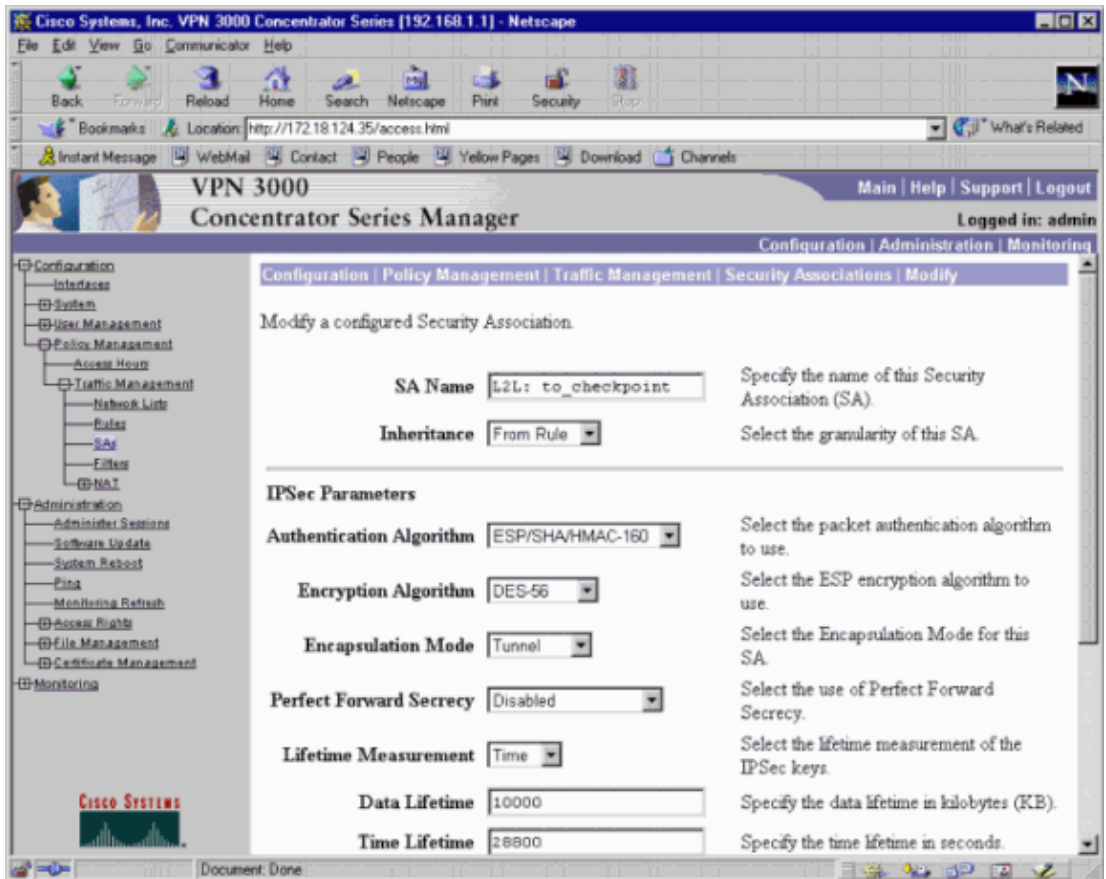 Cisco Systems, Inc. VPN 3000 Concentrator Series [192.168.1.1] - Netscape
File Edit View Go Communicator Help
Back Forward Reload Home Search Netscape Print Security Stop
Bookmarks Location: http://172.18.124.35/access.html What's Related
Instant Message WebMail Contact People Yellow Pages Download Channels
VPN 3000
Concentrator Series Manager
Main | Help | Support | Logout
Logged in: admin
Configuration | Administration | Monitoring
Configuration
Interfaces
System
User Management
Policy Management
Access Hours
Traffic Management
Network Lists
Rules
SAs
Filters
NAT
Administration
Administer Sessions
Software Update
System Reboot
Ping
Monitoring Refresh
Access Rights
File Management
Certificate Management
Monitoring
CISCO SYSTEMS
Configuration | Policy Management | Traffic Management | Security Associations | Modify
Modify a configured Security Association.
SA Name L2L: to_checkpoint Specify the name of this Security
Association (SA).
Inheritance From Rule Select the granularity of this SA.
IPSec Parameters
Authentication Algorithm ESP/SHA/HMAC-160 Select the packet authentication algorithm
to use.
Encryption Algorithm DES-56 Select the ESP encryption algorithm to
use.
Encapsulation Mode Tunnel Select the Encapsulation Mode for this
SA.
Perfect Forward Secrecy Disabled Select the use of Perfect Forward
Secrecy.
Lifetime Measurement Time Select the lifetime measurement of the
IPSec keys.
Data Lifetime 10000 Specify the data lifetime in kilobytes (KB).
Time Lifetime 28800 Specify the time lifetime in seconds.
Document: Done